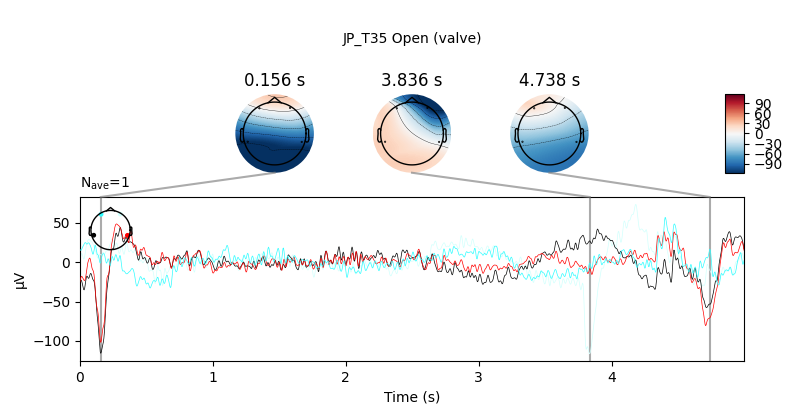 JP_T35 Open (valve)
0.156 s 3.836 s 4.738 s
90
60
30
0
−30
−60
−90
Nave=1
50
0
−50
−100
µV
0 1 2 3 4
Time (s)